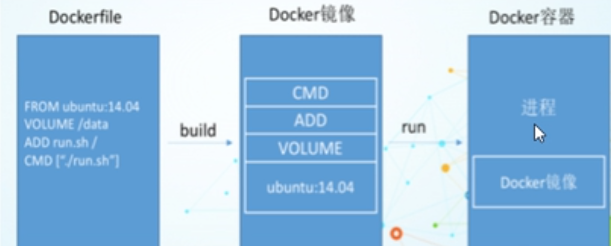 Dockerfile
Docker镜像
Docker容器
FROM ubuntu:14.04
VOLUME /data
ADD run.sh /
CMD ["./run.sh"]
build
CMD
ADD
VOLUME
ubuntu:14.04
run
进程
Docker镜像